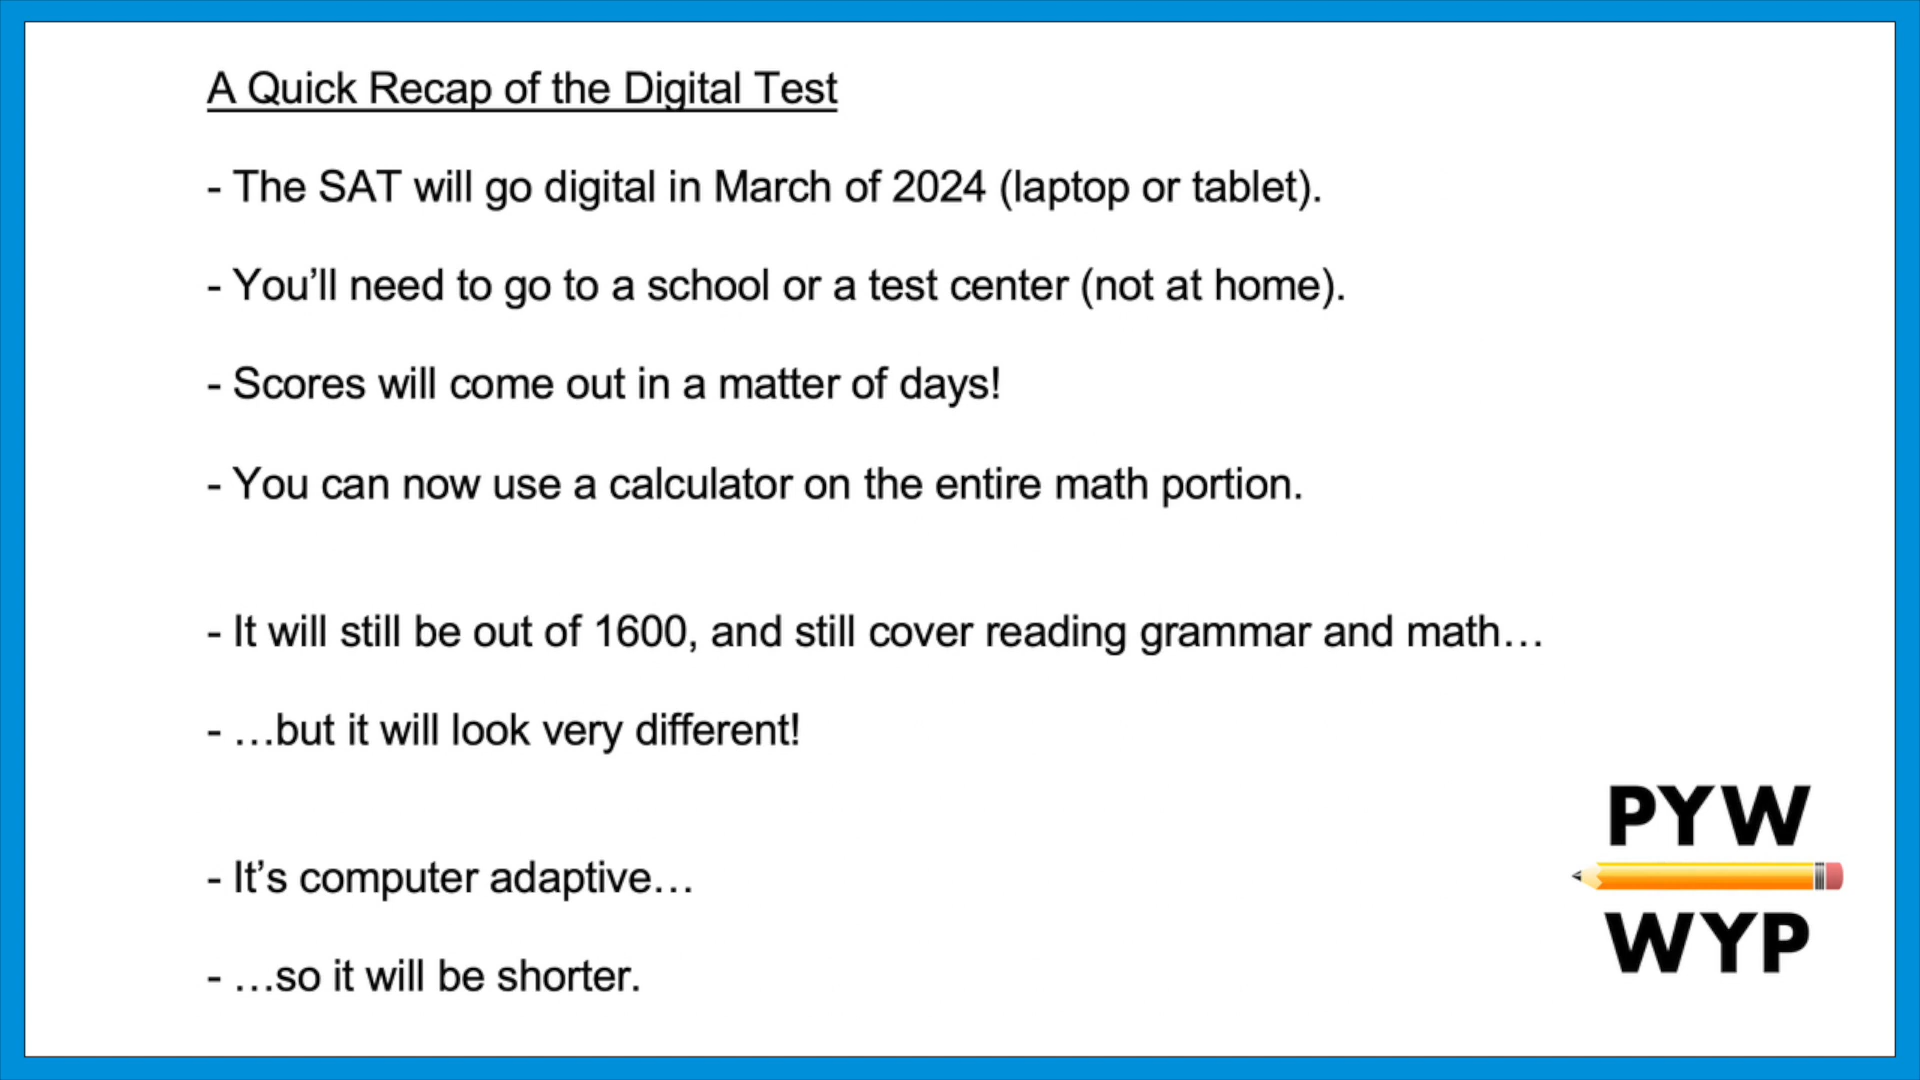 A Quick Recap of the Digital Test
- The SAT will go digital in March of 2024 (laptop or tablet).
- You’ll need to go to a school or a test center (not at home).
- Scores will come out in a matter of days!
- You can now use a calculator on the entire math portion.
- It will still be out of 1600, and still cover reading grammar and math…
- …but it will look very different!
- It’s computer adaptive…
- …so it will be shorter.
PYW
WYP